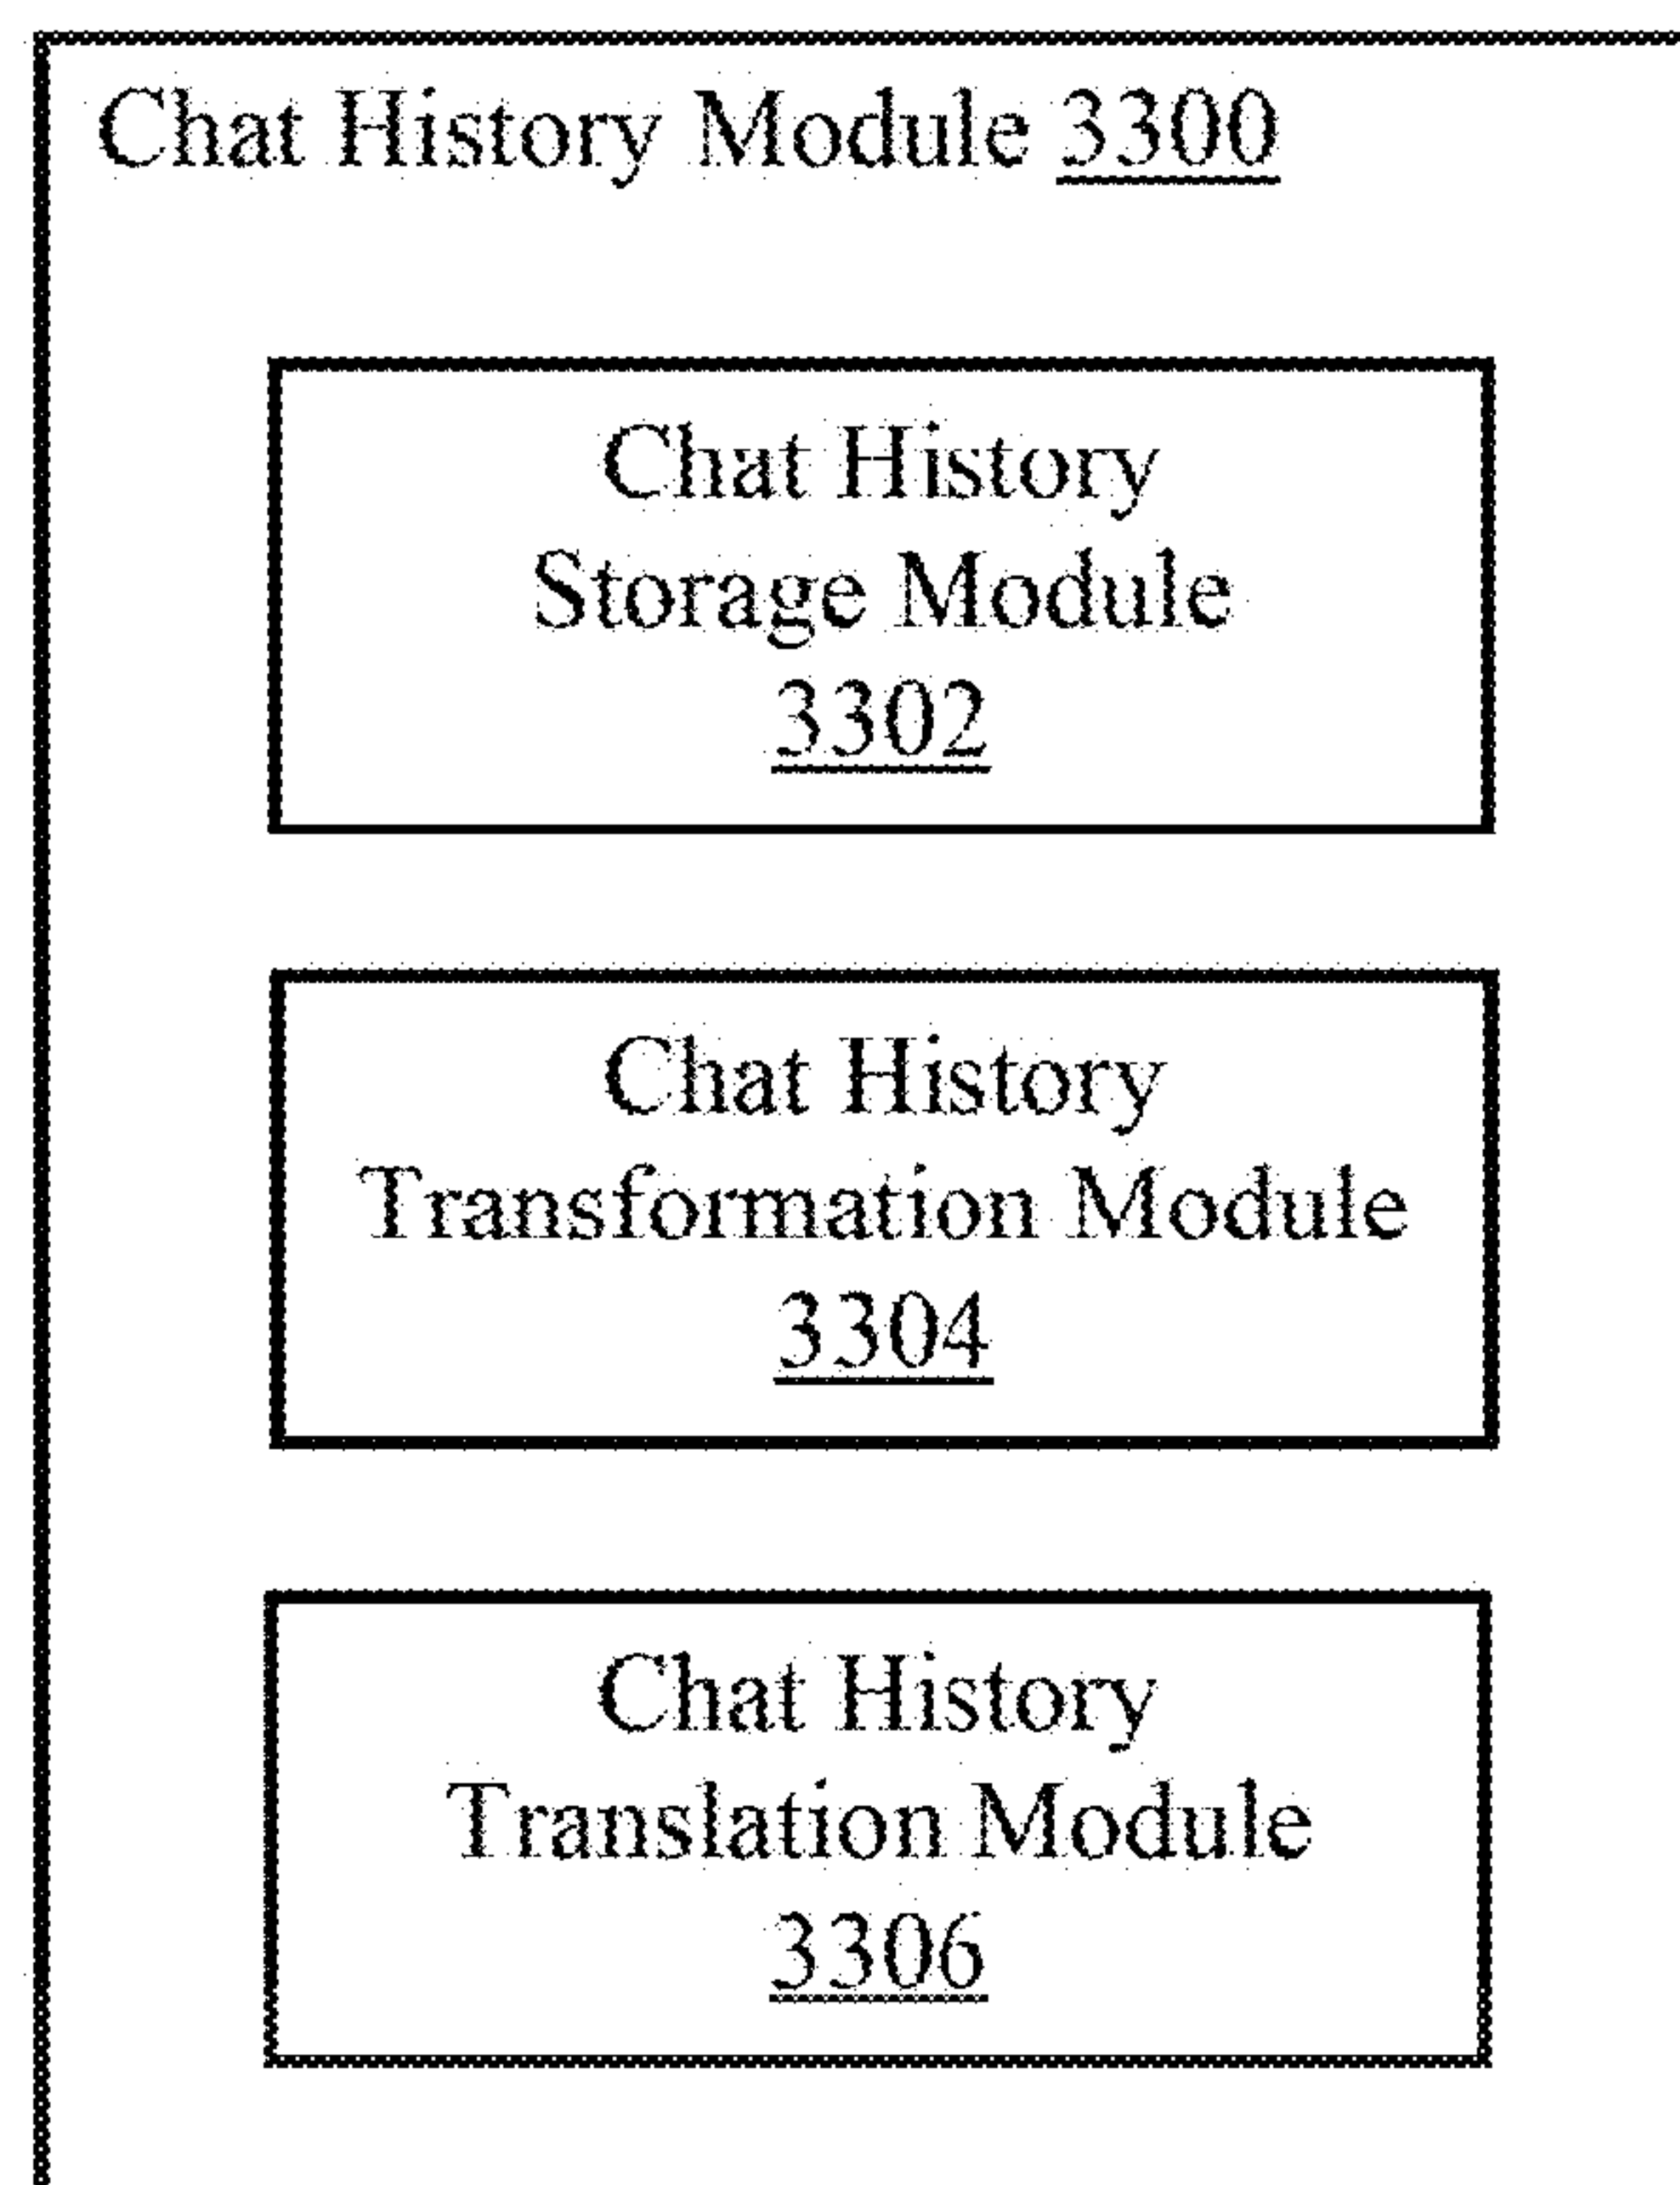 Chat History Module 3300
Chat History
Storage Module
3302
Chat History
Transformation Module
3304
Chat History
Translation Module
3306